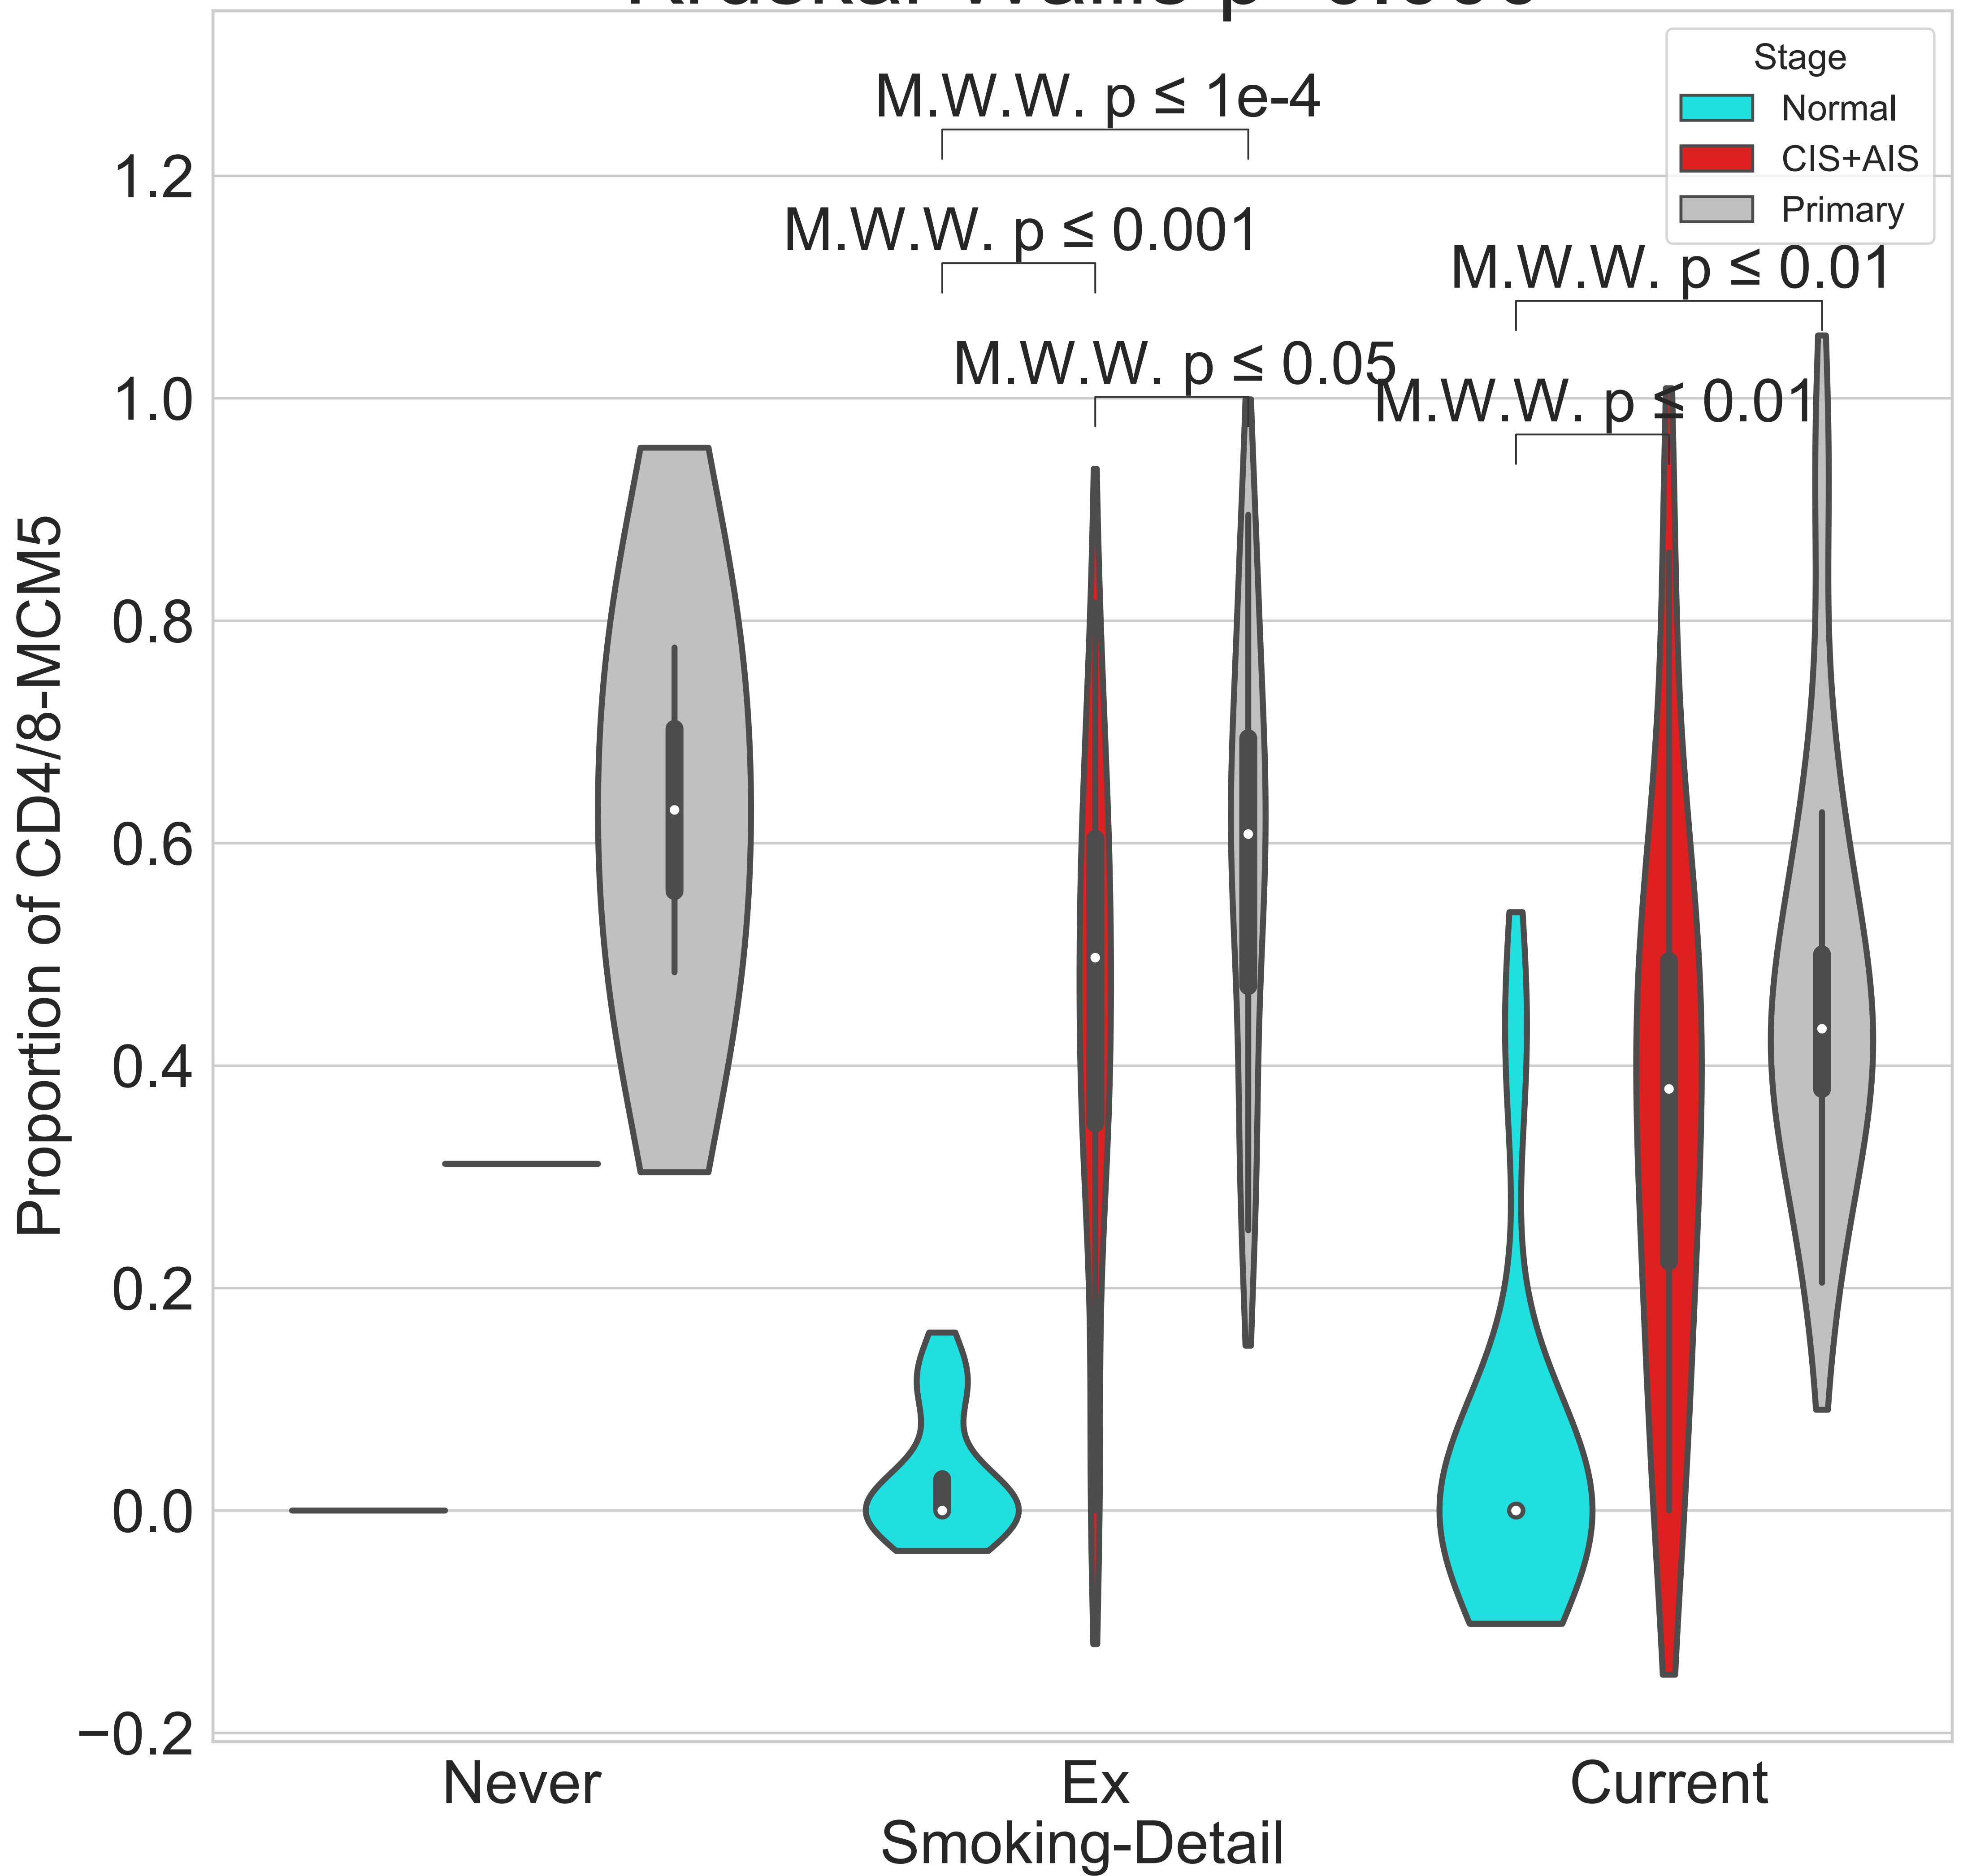 Stage
Normal
CIS+AIS
Primary
M.W.W. p ≤ 1e-4
M.W.W. p ≤ 0.001
M.W.W. p ≤ 0.01
M.W.W. p ≤ 0.05
M.W.W. p ≤ 0.01
1.2
1.0
0.8
0.6
0.4
0.2
0.0
−0.2
Proportion of CD4/8-MCM5
Never
Ex
Current
Smoking-Detail